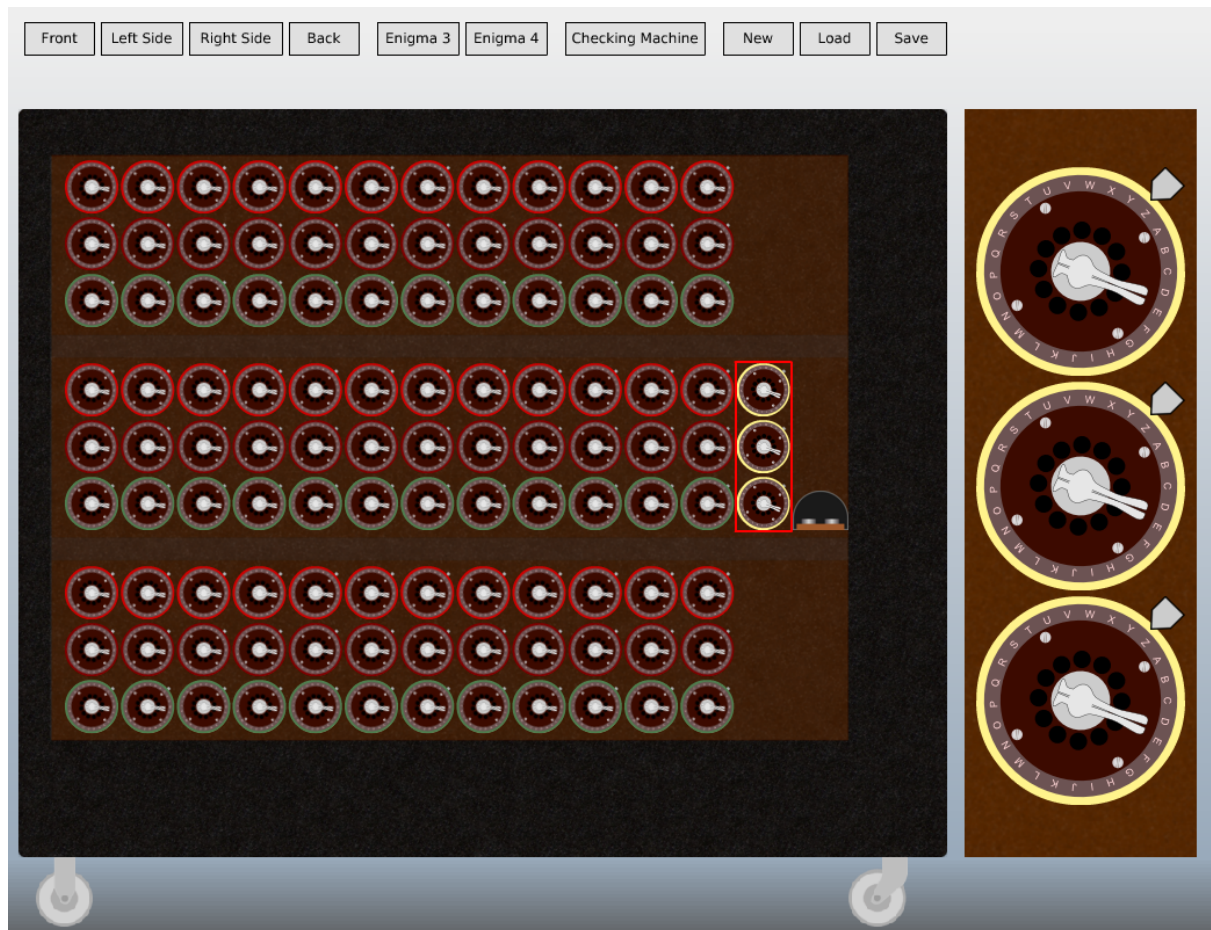 Front Left Side Right Side Back Enigma 3 Enigma 4 Checking Machine New Load Save
A B C D E F G H I J K L M N O P Q R S T U V W X Y Z
A B C D E F G H I J K L M N O P Q R S T U V W X Y Z
A B C D E F G H I J K L M N O P Q R S T U V W X Y Z